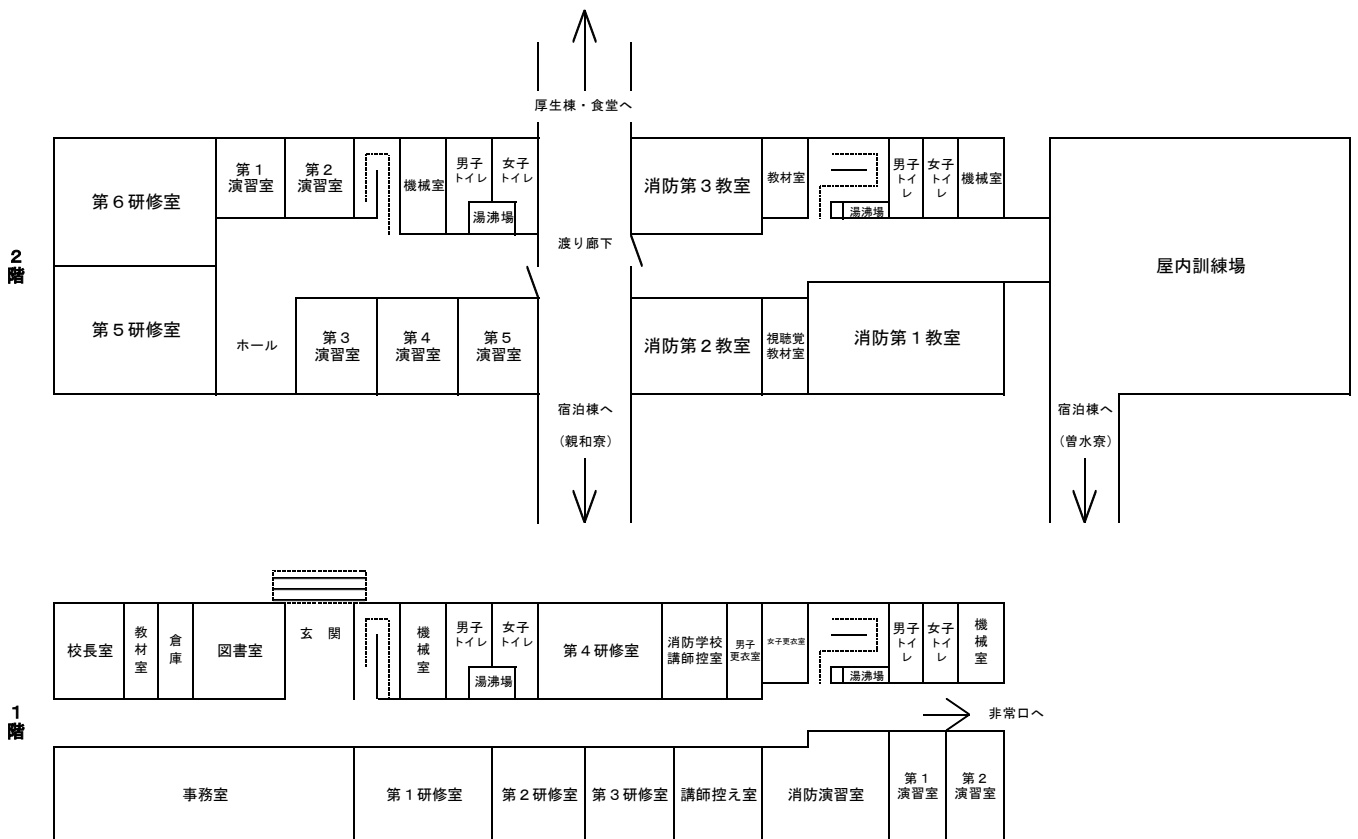 厚生棟・食堂へ
2階
第6研修室
第1
演習室
第2
演習室
機械室
男子
トイレ
女子
トイレ
湯沸場
渡り廊下
消防第3教室
教材室
湯沸場
男子
トイ
レ
女子
トイ
レ
機械室
屋内訓練場
第5研修室
ホール
第3
演習室
第4
演習室
第5
演習室
消防第2教室
視聴覚
教材室
消防第1教室
宿泊棟へ
(親和寮)
宿泊棟へ
(曽水寮)
1階
校長室
教材室
倉庫
図書室
玄 関
機械室
男子
トイレ
女子
トイレ
湯沸場
第4研修室
消防学校
講師控室
男子
更衣室
女子更衣室
湯沸場
男子
トイ
レ
女子
トイ
レ
機械室
非常口へ
事務室
第1研修室
第2研修室
第3研修室
講師控え室
消防演習室
第1
演習室
第2
演習室